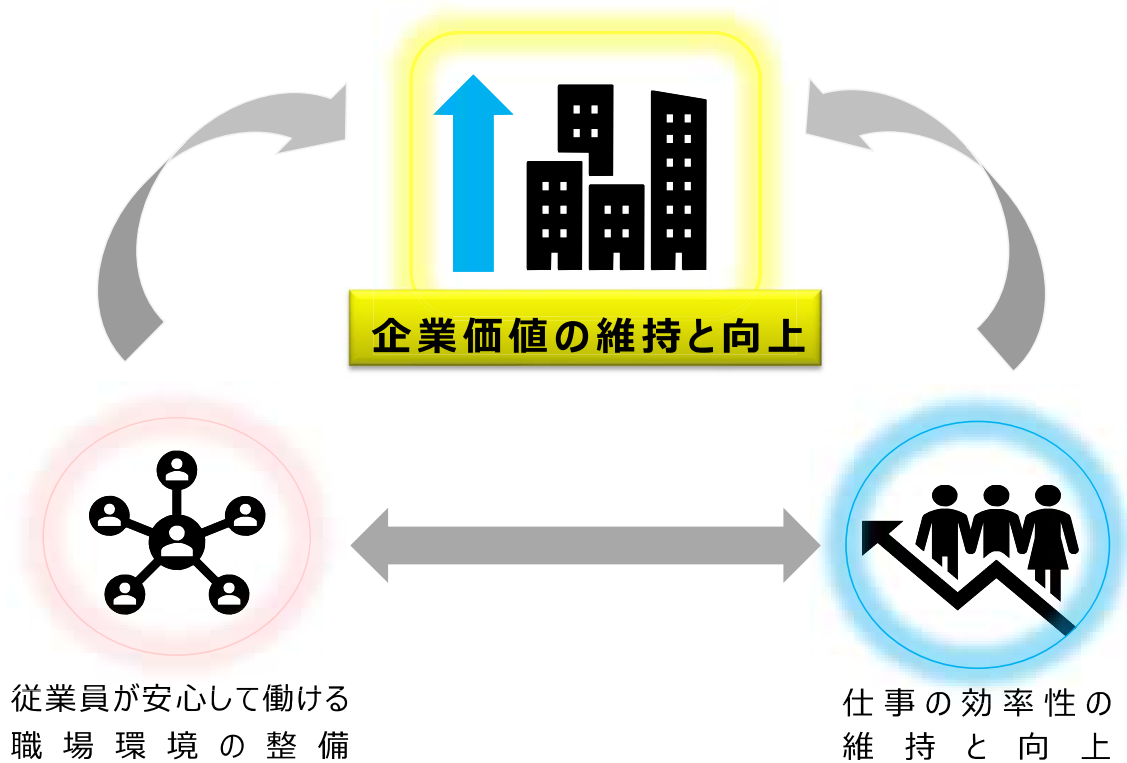 企業価値の維持と向上
従業員が安心して働ける
職場環境の整備
仕事の効率性の
維持と向上